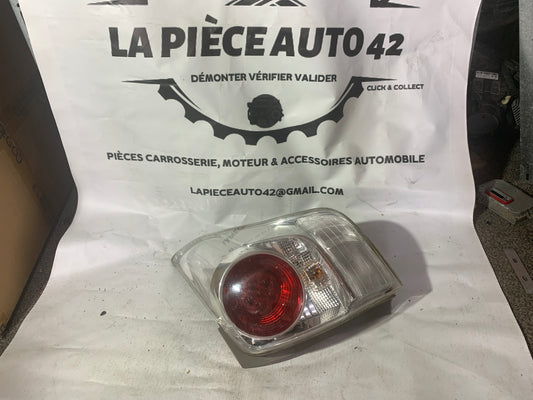 LA PIÈCE AUTO 42
DÉMONTER VÉRIFIER VALIDER
CLICK & COLLECT
PIÈCES CARROSSERIE, MOTEUR & ACCESSOIRES AUTOMOBILE
LAPIECEAUTO42@GMAIL.COM